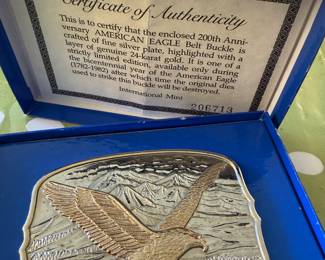 Certificate of Authenticity
This is to certify that the enclosed 200th Anni-
versary AMERICAN EAGLE Belt Buckle is
crafted of fine silver plate, highlighted with a
layer of genuine 24-karat gold. It is one of a
strictly limited edition, available only during
the bicentennial year of the American Eagle
(1782-1982) after which time the original dies
used to strike this buckle will be destroyed.
International Mint
206713